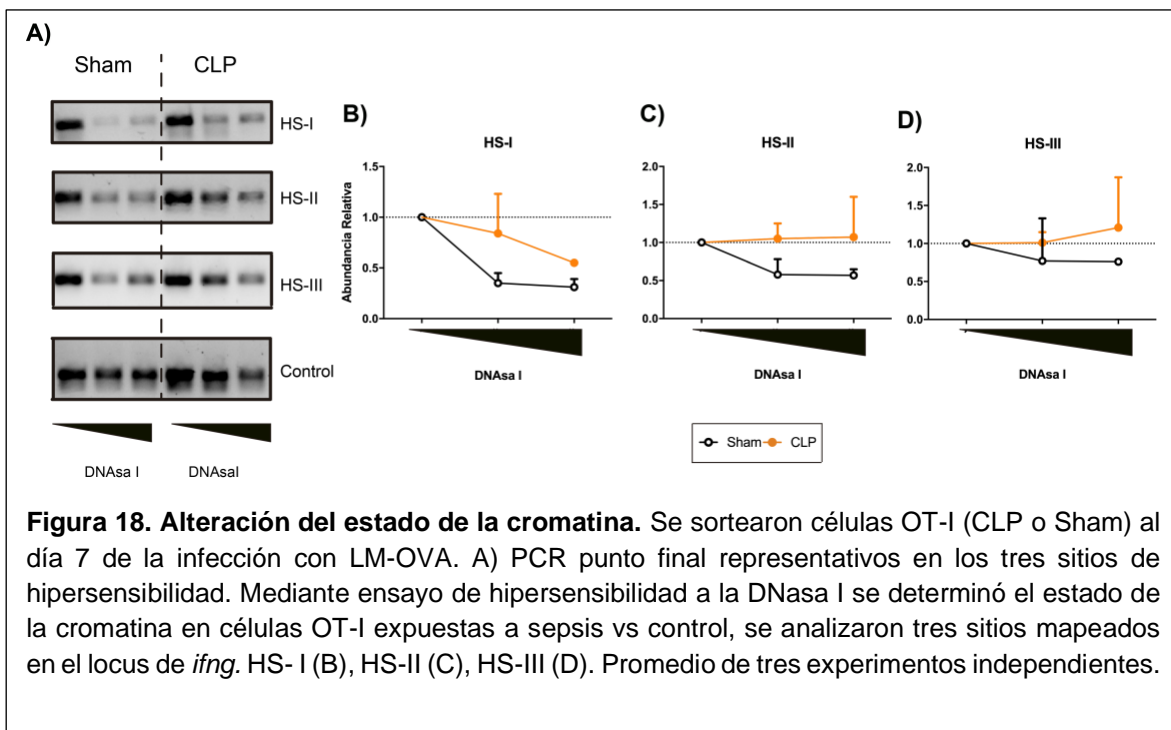 A)
Sham
CLP
HS-I
HS-II
HS-III
Control
DNAsa I
DNAsaI
B)
HS-I
Abundancia Relativa
1.5
1.0
0.5
0.0
DNAsa I
C)
HS-II
2.0
1.5
1.0
0.5
0.0
DNAsa I
D)
HS-III
2.0
1.5
1.0
0.5
0.0
DNAsa I
Sham
CLP
Figura 18. Alteración del estado de la cromatina. Se sortearon células OT-I (CLP o Sham) al
día 7 de la infección con LM-OVA. A) PCR punto final representativos en los tres sitios de
hipersensibilidad. Mediante ensayo de hipersensibilidad a la DNasa I se determinó el estado de
la cromatina en células OT-I expuestas a sepsis vs control, se analizaron tres sitios mapeados
en el locus de ifng. HS- I (B), HS-II (C), HS-III (D). Promedio de tres experimentos independientes.